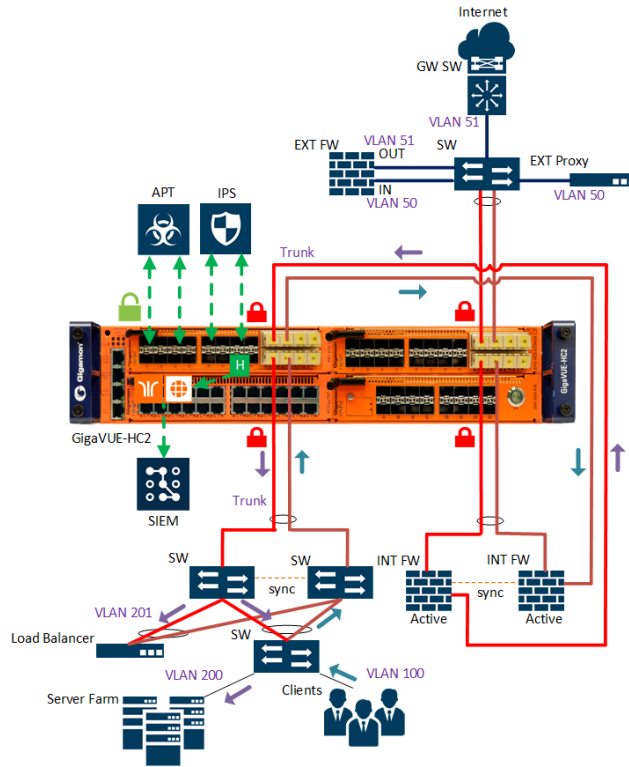 Internet
GW SW
VLAN 51
VLAN 51
SW
EXT FW
OUT
EXT Proxy
IN
VLAN 50
VLAN 50
APT
IPS
Trunk
Gigamon
GigaVUE-HC2
H
GigaVUE-HC2
Trunk
SIEM
SW
SW
INT FW
INT FW
sync
sync
VLAN 201
Active
Active
SW
Load Balancer
VLAN 200
VLAN 100
Clients
Server Farm